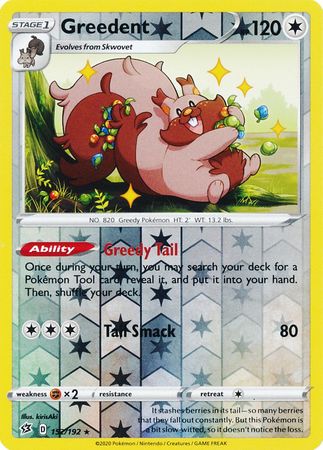 STAGE 1
Greedent
120
Evolves from Skwovet
NO. 820 Greedy Pokémon HT: 2' WT: 13.2 lbs.
Ability Greedy Tail
Once during your turn, you may search your deck for a
Pokémon Tool card, reveal it, and put it into your hand.
Then, shuffle your deck.
Tail Smack 80
weakness ×2 resistance retreat
Illus. kirisAki
D 152/192 ★
It stashes berries in its tail—so many berries
that they fall out constantly. But this Pokémon is
a bit slow-witted, so it doesn't notice the loss.
©2020 Pokémon / Nintendo / Creatures / GAME FREAK